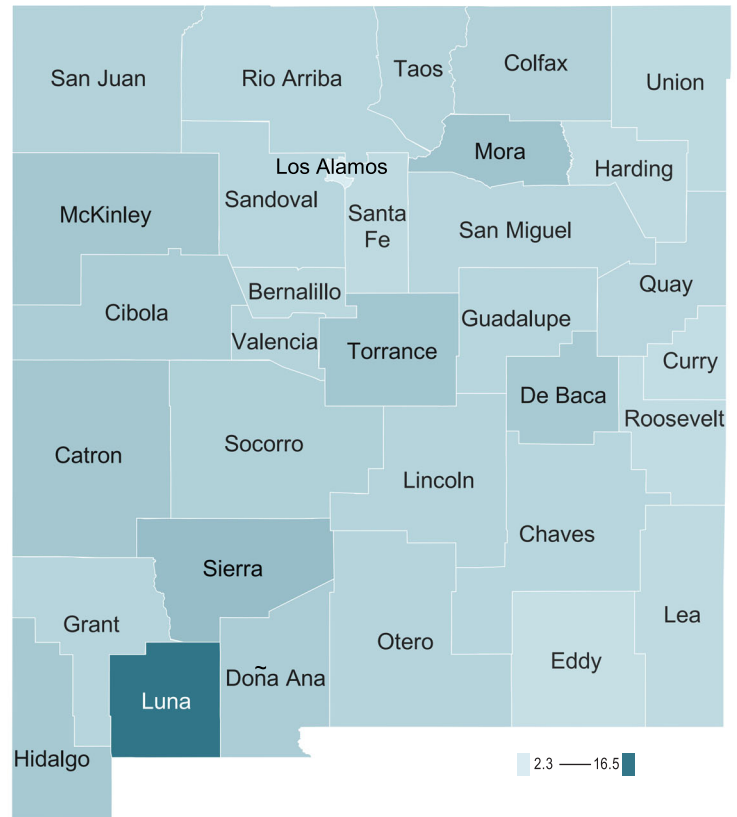 San Juan
Rio Arriba
Taos
Colfax
Union
Mora
Los Alamos
Harding
Sandoval
McKinley
Santa
Fe
San Miguel
Bernalillo
Quay
Cibola
Guadalupe
Valencia
Torrance
Curry
De Baca
Roosevelt
Socorro
Catron
Lincoln
Chaves
Sierra
Lea
Grant
Otero
Eddy
Doña Ana
Luna
Hidalgo
2.3 — 16.5